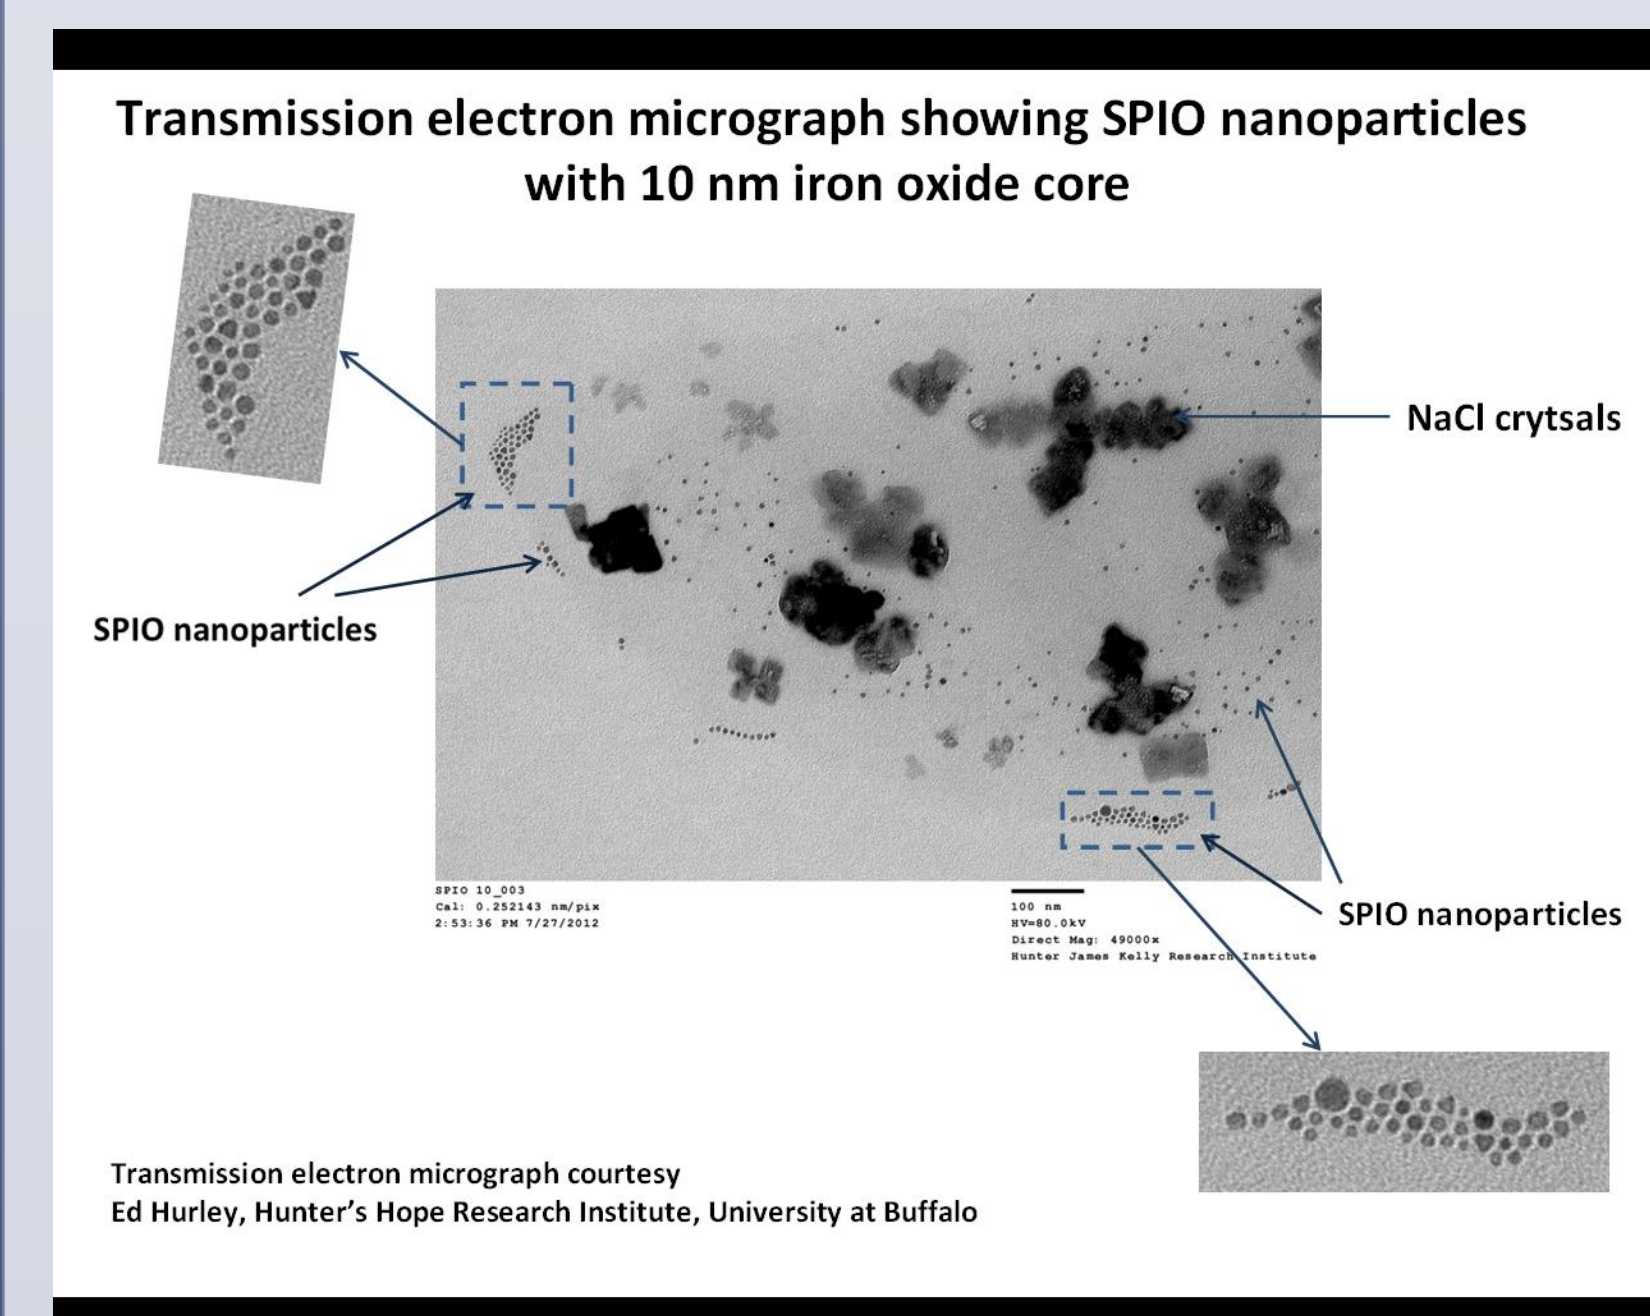 Transmission electron micrograph showing SPIO nanoparticles
with 10 nm iron oxide core
NaCl crytsals
SPIO nanoparticles
SPIO 10_003
Cal: 0.252143 nm/pix
2:53:36 PM 7/27/2012
100 nm
HV=80.0kV
Direct Mag: 49000x
Hunter James Kelly Research Institute
SPIO nanoparticles
Transmission electron micrograph courtesy
Ed Hurley, Hunter’s Hope Research Institute, University at Buffalo